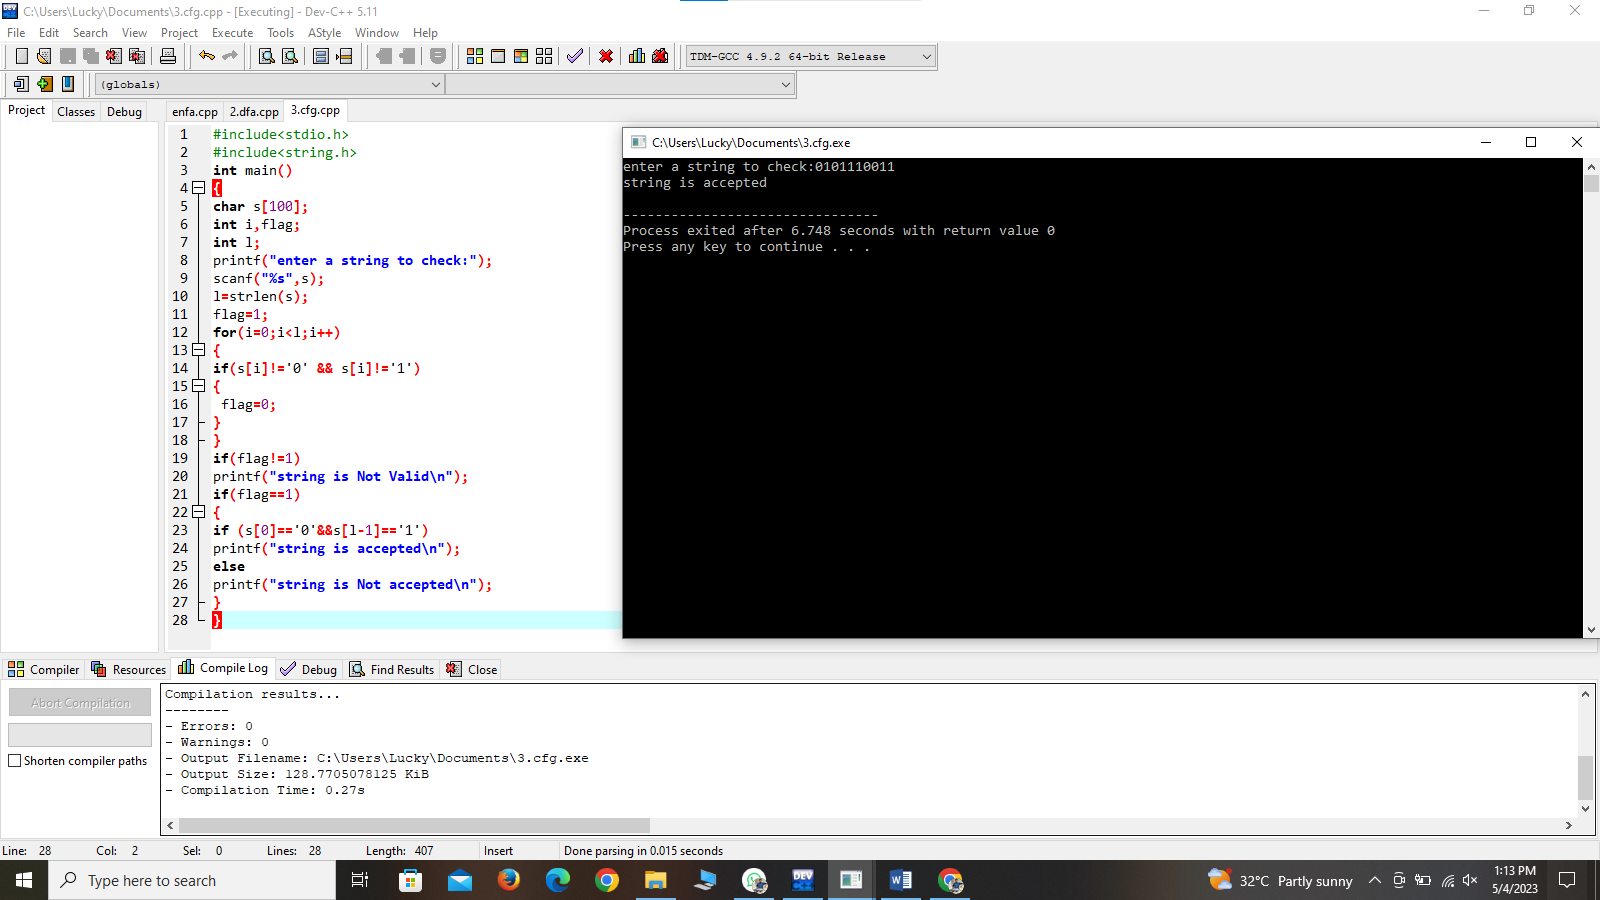 C:\Users\Lucky\Documents\3.cfg.cpp - [Executing] - Dev-C++ 5.11
File Edit Search View Project Execute Tools AStyle Window Help
TDM-GCC 4.9.2 64-bit Release
(globals)
Project Classes Debug
enfa.cpp 2.dfa.cpp 3.cfg.cpp
1 #include<stdio.h>
2 #include<string.h>
3 int main()
4 {
5 char s[100];
6 int i,flag;
7 int l;
8 printf("enter a string to check:");
9 scanf("%s",s);
10 l=strlen(s);
11 flag=1;
12 for(i=0;i<l;i++)
13 {
14 if(s[i]!='0' && s[i]!='1')
15 {
16 flag=0;
17 }
18 }
19 if(flag!=1)
20 printf("string is Not Valid\n");
21 if(flag==1)
22 {
23 if (s[0]=='0'&&s[l-1]=='1')
24 printf("string is accepted\n");
25 else
26 printf("string is Not accepted\n");
27 }
28 }
C:\Users\Lucky\Documents\3.cfg.exe
enter a string to check:0101110011
string is accepted
--------------------------------
Process exited after 6.748 seconds with return value 0
Press any key to continue . . .
Compiler Resources Compile Log Debug Find Results Close
Abort Compilation
Shorten compiler paths
Compilation results...
--------
- Errors: 0
- Warnings: 0
- Output Filename: C:\Users\Lucky\Documents\3.cfg.exe
- Output Size: 128.7705078125 KiB
- Compilation Time: 0.27s
Line: 28 Col: 2 Sel: 0 Lines: 28 Length: 407 Insert Done parsing in 0.015 seconds
Type here to search
DEV
32°C Partly sunny
1:13 PM
5/4/2023